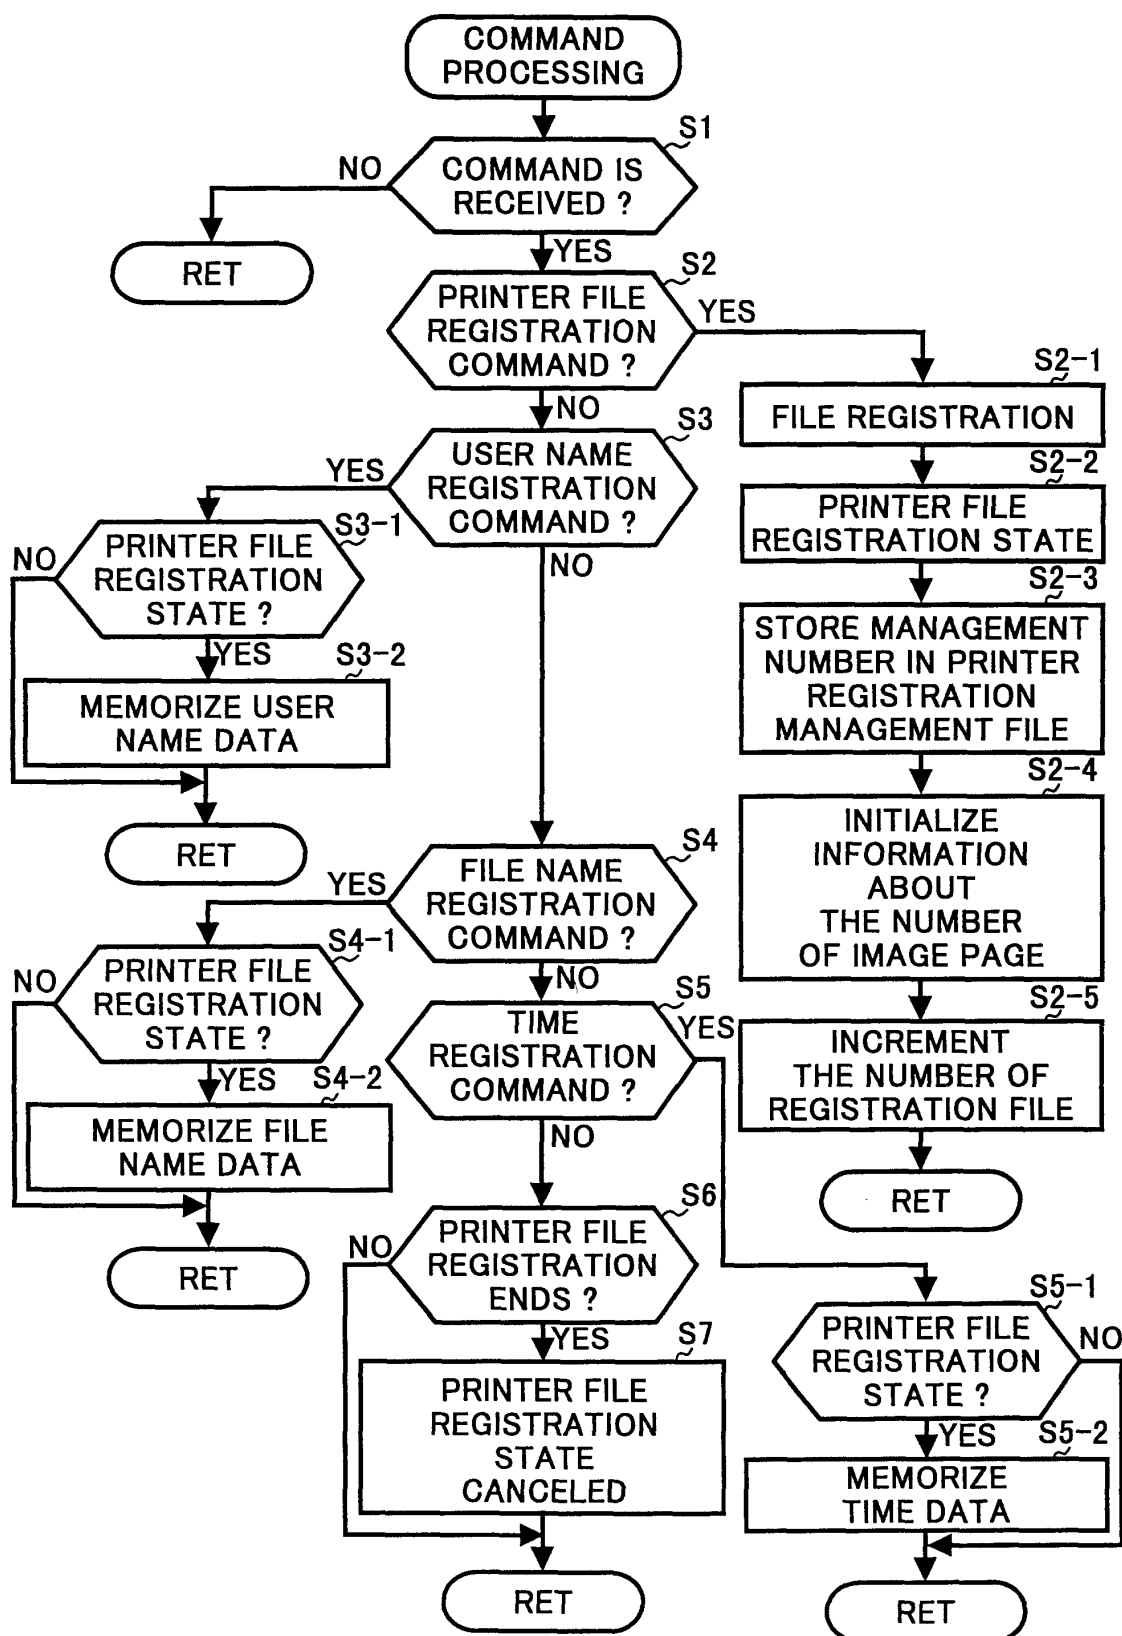 COMMAND
PROCESSING
S1
COMMAND IS
RECEIVED ?
NO
RET
YES
S2
PRINTER FILE
REGISTRATION
COMMAND ?
YES
NO
S2-1
FILE REGISTRATION
S2-2
PRINTER FILE
REGISTRATION STATE
S2-3
STORE MANAGEMENT
NUMBER IN PRINTER
REGISTRATION
MANAGEMENT FILE
S2-4
INITIALIZE
INFORMATION
ABOUT
THE NUMBER
OF IMAGE PAGE
S2-5
INCREMENT
THE NUMBER OF
REGISTRATION FILE
RET
S3
USER NAME
REGISTRATION
COMMAND ?
YES
NO
S3-1
PRINTER FILE
REGISTRATION
STATE ?
NO
YES
S3-2
MEMORIZE USER
NAME DATA
RET
S4
FILE NAME
REGISTRATION
COMMAND ?
YES
NO
S4-1
PRINTER FILE
REGISTRATION
STATE ?
NO
YES
S4-2
MEMORIZE FILE
NAME DATA
RET
S5
TIME
REGISTRATION
COMMAND ?
YES
NO
S5-1
PRINTER FILE
REGISTRATION
STATE ?
NO
YES
S5-2
MEMORIZE
TIME DATA
RET
S6
PRINTER FILE
REGISTRATION
ENDS ?
NO
YES
S7
PRINTER FILE
REGISTRATION
STATE
CANCELED
RET